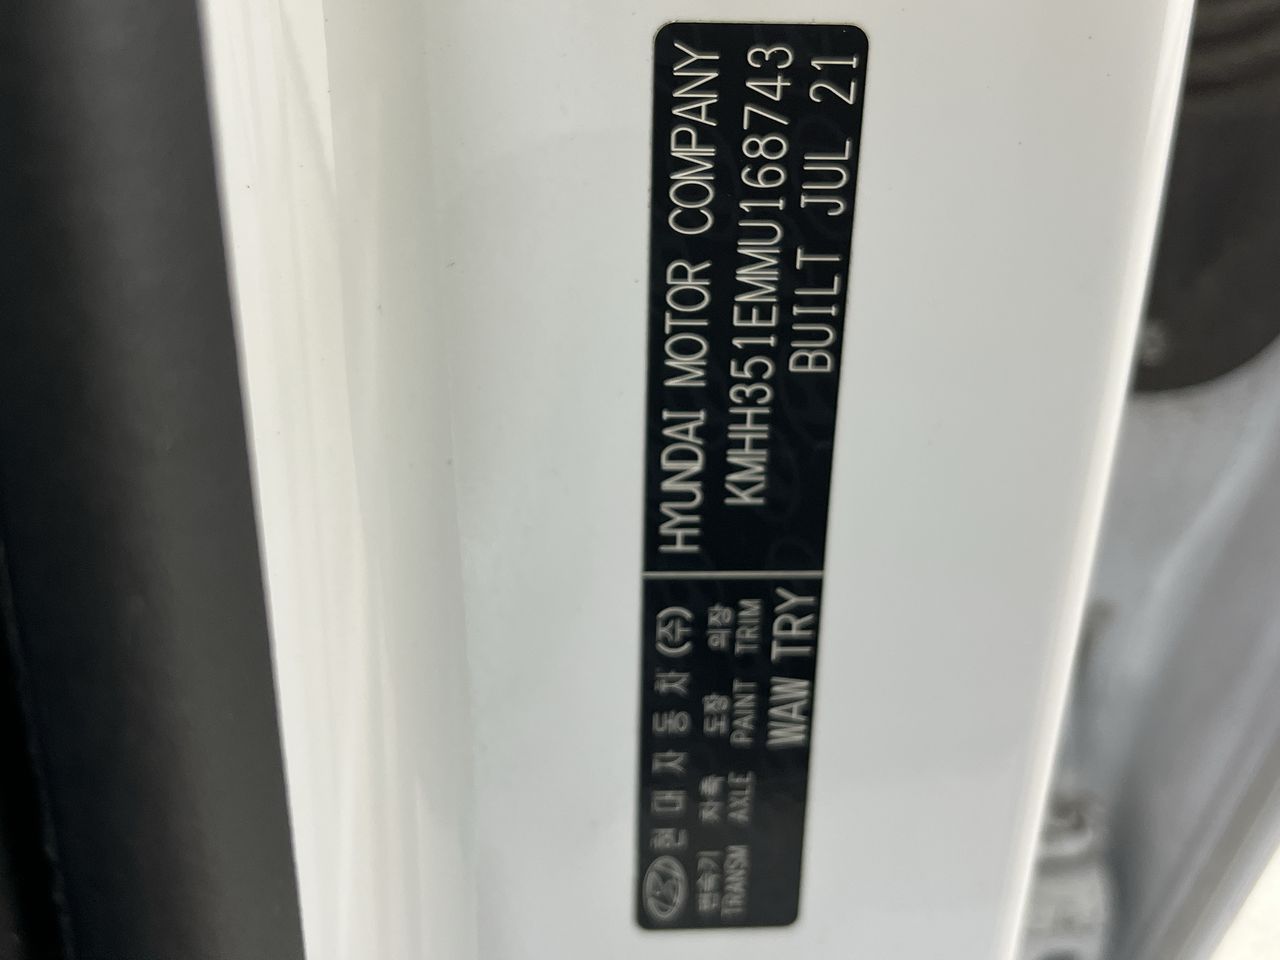 현대자동차(주)
변속기 차축 도장 의장
TRANSM AXLE PAINT TRIM
WAW TRY
HYUNDAI MOTOR COMPANY
KMHH351EMMU168743
BUILT JUL 21